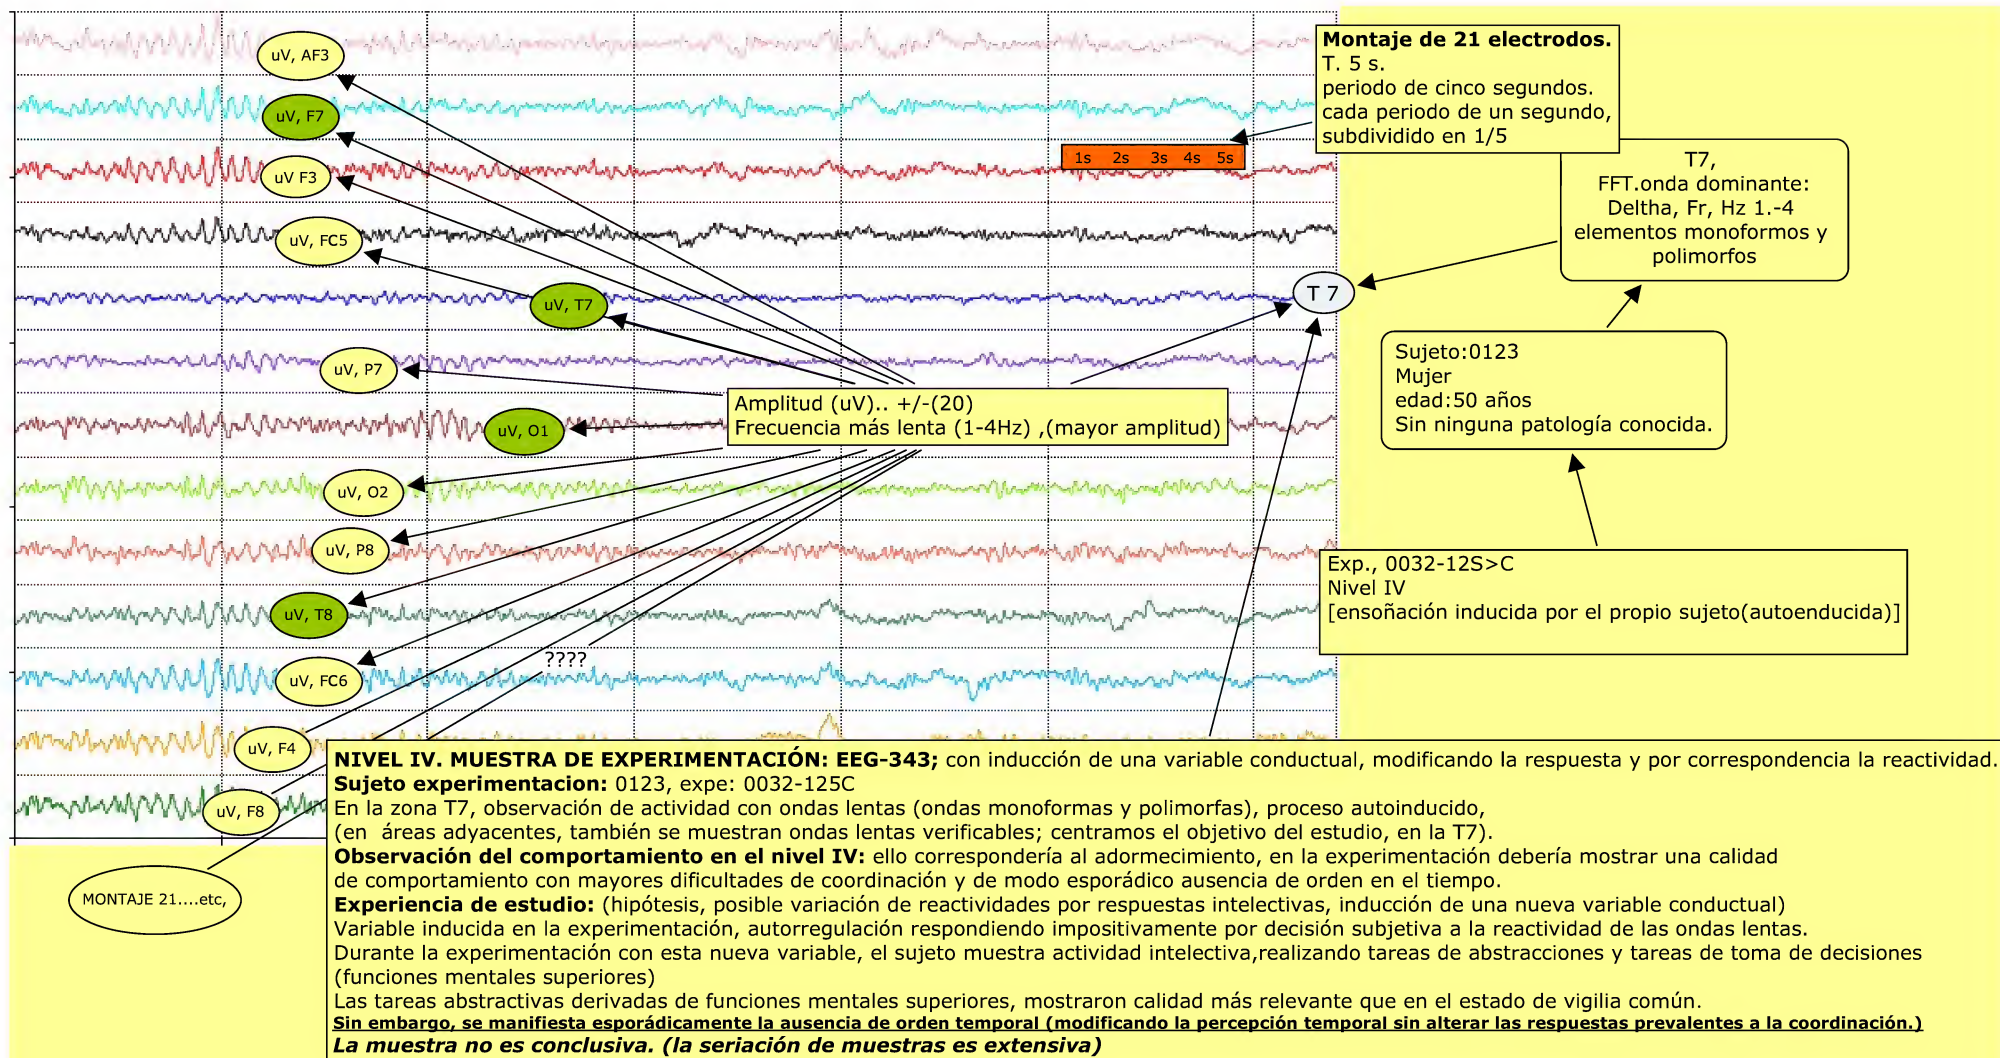 uV, AF3
uV, F7
uV F3
uV, FC5
uV, T7
uV, P7
uV, O1
uV, O2
uV, P8
uV, T8
uV, FC6
uV, F4
uV, F8
MONTAJE 21....etc,
????
1s 2s 3s 4s 5s
Montaje de 21 electrodos.
T. 5 s.
periodo de cinco segundos.
cada periodo de un segundo,
subdividido en 1/5
T7,
FFT.onda dominante:
Deltha, Fr, Hz 1.-4
elementos monoformos y
polimorfos
T 7
Sujeto:0123
Mujer
edad:50 años
Sin ninguna patología conocida.
Amplitud (uV).. +/-(20)
Frecuencia más lenta (1-4Hz) ,(mayor amplitud)
Exp., 0032-12S>C
Nivel IV
[ensoñación inducida por el propio sujeto(autoenducida)]
NIVEL IV. MUESTRA DE EXPERIMENTACIÓN: EEG-343; con inducción de una variable conductual, modificando la respuesta y por correspondencia la reactividad.
Sujeto experimentacion: 0123, expe: 0032-125C
En la zona T7, observación de actividad con ondas lentas (ondas monoformas y polimorfas), proceso autoinducido,
(en áreas adyacentes, también se muestran ondas lentas verificables; centramos el objetivo del estudio, en la T7).
Observación del comportamiento en el nivel IV: ello correspondería al adormecimiento, en la experimentación debería mostrar una calidad
de comportamiento con mayores dificultades de coordinación y de modo esporádico ausencia de orden en el tiempo.
Experiencia de estudio: (hipótesis, posible variación de reactividades por respuestas intelectivas, inducción de una nueva variable conductual)
Variable inducida en la experimentación, autorregulación respondiendo impositivamente por decisión subjetiva a la reactividad de las ondas lentas.
Durante la experimentación con esta nueva variable, el sujeto muestra actividad intelectiva,realizando tareas de abstracciones y tareas de toma de decisiones
(funciones mentales superiores)
Las tareas abstractivas derivadas de funciones mentales superiores, mostraron calidad más relevante que en el estado de vigilia común.
Sin embargo, se manifiesta esporádicamente la ausencia de orden temporal (modificando la percepción temporal sin alterar las respuestas prevalentes a la coordinación.)
La muestra no es conclusiva. (la seriación de muestras es extensiva)